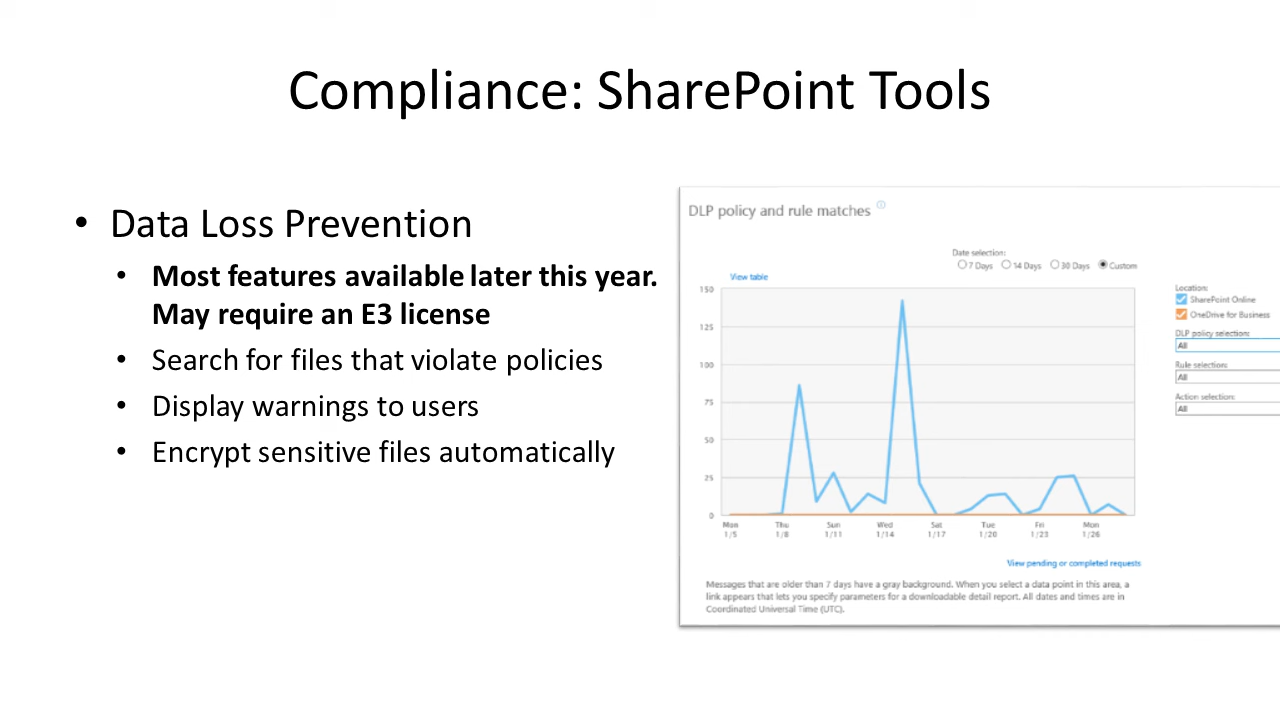 Compliance: SharePoint Tools
• Data Loss Prevention
• Most features available later this year.
May require an E3 license
• Search for files that violate policies
• Display warnings to users
• Encrypt sensitive files automatically
DLP policy and rule matches
Date selection:
7 Days 14 Days 30 Days Custom
View table
150
125
100
75
50
25
0
Mon Thu Sun Wed Sat Tue Fri Mon
1/5 1/8 1/11 1/14 1/17 1/20 1/23 1/26
Location:
SharePoint Online
OneDrive for Business
DLP policy selection:
All
Rule selection:
All
Action selection:
All
View pending or completed requests
Messages that are older than 7 days have a gray background. When you select a data point in this area, a
link appears that lets you specify parameters for a downloadable detail report. All dates and times are in
Coordinated Universal Time (UTC).